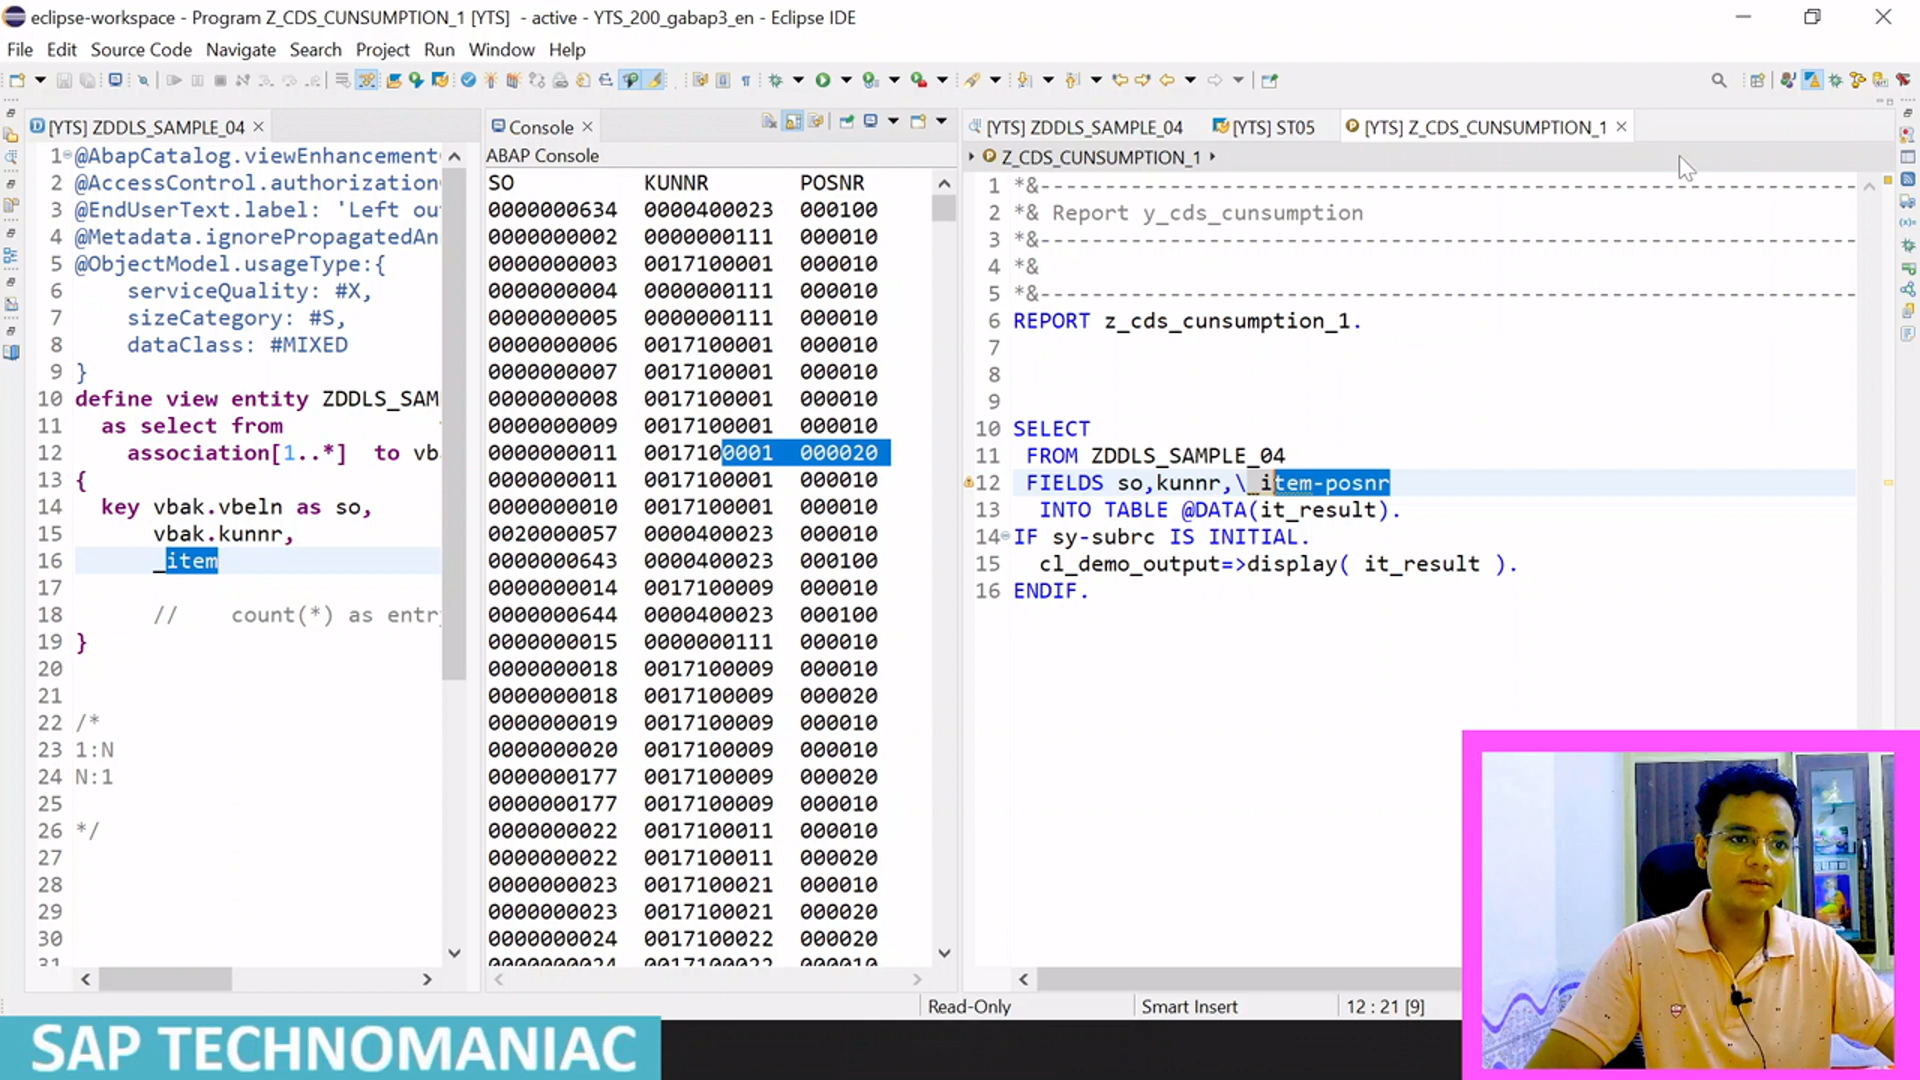 eclipse-workspace - Program Z_CDS_CUNSUMPTION_1 [YTS] - active - YTS_200_gabap3_en - Eclipse IDE
File Edit Source Code Navigate Search Project Run Window Help
[YTS] ZDDLS_SAMPLE_04
1 @AbapCatalog.viewEnhancement
2 @AccessControl.authorization
3 @EndUserText.label: 'Left ou
4 @Metadata.ignorePropagatedAn
5 @ObjectModel.usageType:{
6 serviceQuality: #X,
7 sizeCategory: #S,
8 dataClass: #MIXED
9 }
10 define view entity ZDDLS_SAM
11 as select from
12 association[1..*] to vb
13 {
14 key vbak.vbeln as so,
15 vbak.kunnr,
16 _item
17
18 // count(*) as entr
19 }
20
21
22 /*
23 1:N
24 N:1
25
26 */
27
28
29
30
31
Console
ABAP Console
SO KUNNR POSNR
0000000634 0000400023 000100
0000000002 0000000111 000010
0000000003 0017100001 000010
0000000004 0000000111 000010
0000000005 0000000111 000010
0000000006 0017100001 000010
0000000007 0017100001 000010
0000000008 0017100001 000010
0000000009 0017100001 000010
0000000011 0017100001 000020
0000000011 0017100001 000010
0000000010 0017100001 000010
0020000057 0000400023 000010
0000000643 0000400023 000100
0000000014 0017100009 000010
0000000644 0000400023 000100
0000000015 0000000111 000010
0000000018 0017100009 000010
0000000018 0017100009 000020
0000000019 0017100009 000010
0000000020 0017100009 000010
0000000177 0017100009 000020
0000000177 0017100009 000010
0000000022 0017100011 000010
0000000022 0017100011 000020
0000000023 0017100021 000010
0000000023 0017100021 000020
0000000024 0017100022 000020
0000000024 0017100022 000010
[YTS] ZDDLS_SAMPLE_04 [YTS] ST05 [YTS] Z_CDS_CUNSUMPTION_1
Z_CDS_CUNSUMPTION_1
1 *&---------------------------------------------------------------
2 *& Report y_cds_cunsumption
3 *&---------------------------------------------------------------
4 *&
5 *&---------------------------------------------------------------
6 REPORT z_cds_cunsumption_1.
7
8
9
10 SELECT
11 FROM ZDDLS_SAMPLE_04
12 FIELDS so,kunnr,\_item-posnr
13 INTO TABLE @DATA(it_result).
14 IF sy-subrc IS INITIAL.
15 cl_demo_output=>display( it_result ).
16 ENDIF.
Read-Only Smart Insert 12 : 21 [9]
SAP TECHNOMANIAC